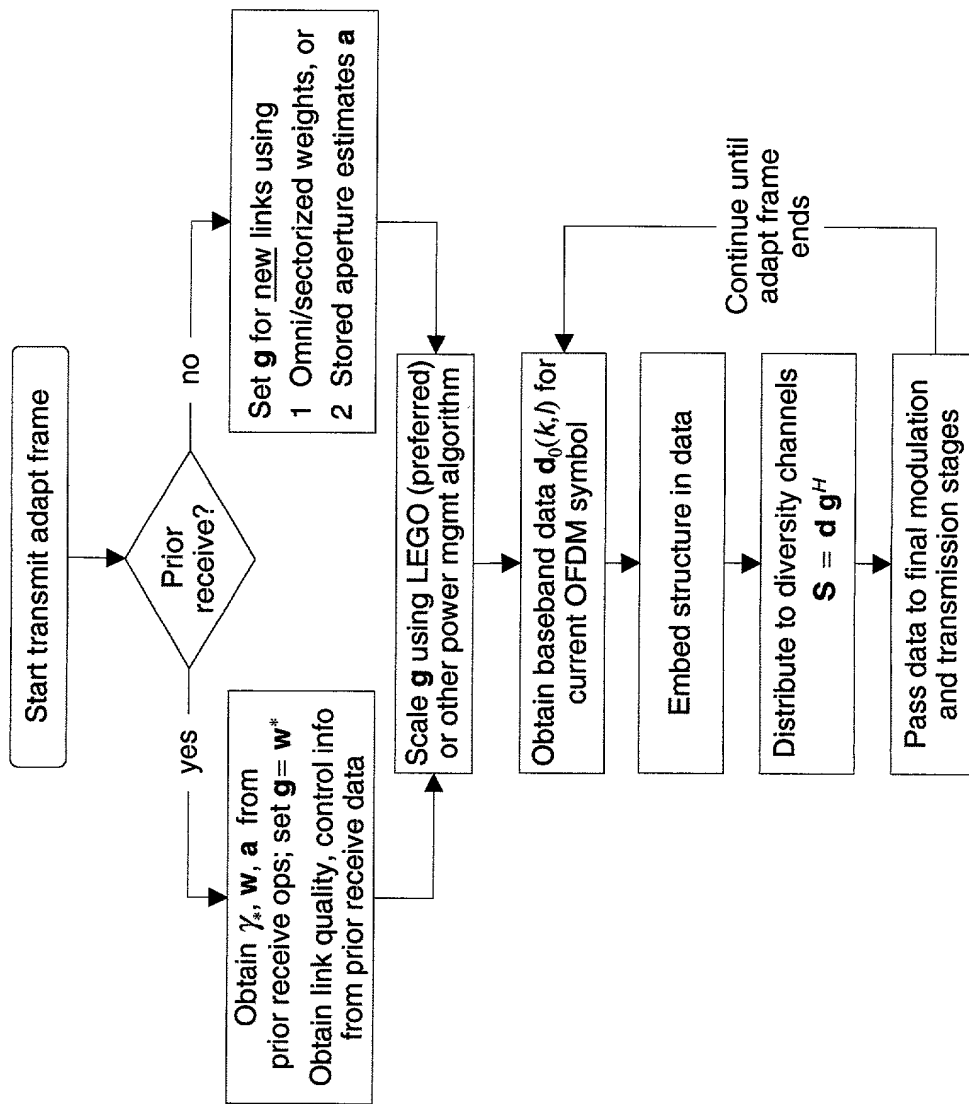 Start transmit adapt frame
Prior
receive?
yes
no
Obtain γ*, w, a from
prior receive ops; set g= w*
Obtain link quality, control info
from prior receive data
Set g for new links using
1 Omni/sectorized weights, or
2 Stored aperture estimates a
Scale g using LEGO (preferred)
or other power mgmt algorithm
Obtain baseband data d₀(k,l) for
current OFDM symbol
Embed structure in data
Distribute to diversity channels
S = d gᴴ
Pass data to final modulation
and transmission stages
Continue until
adapt frame
ends